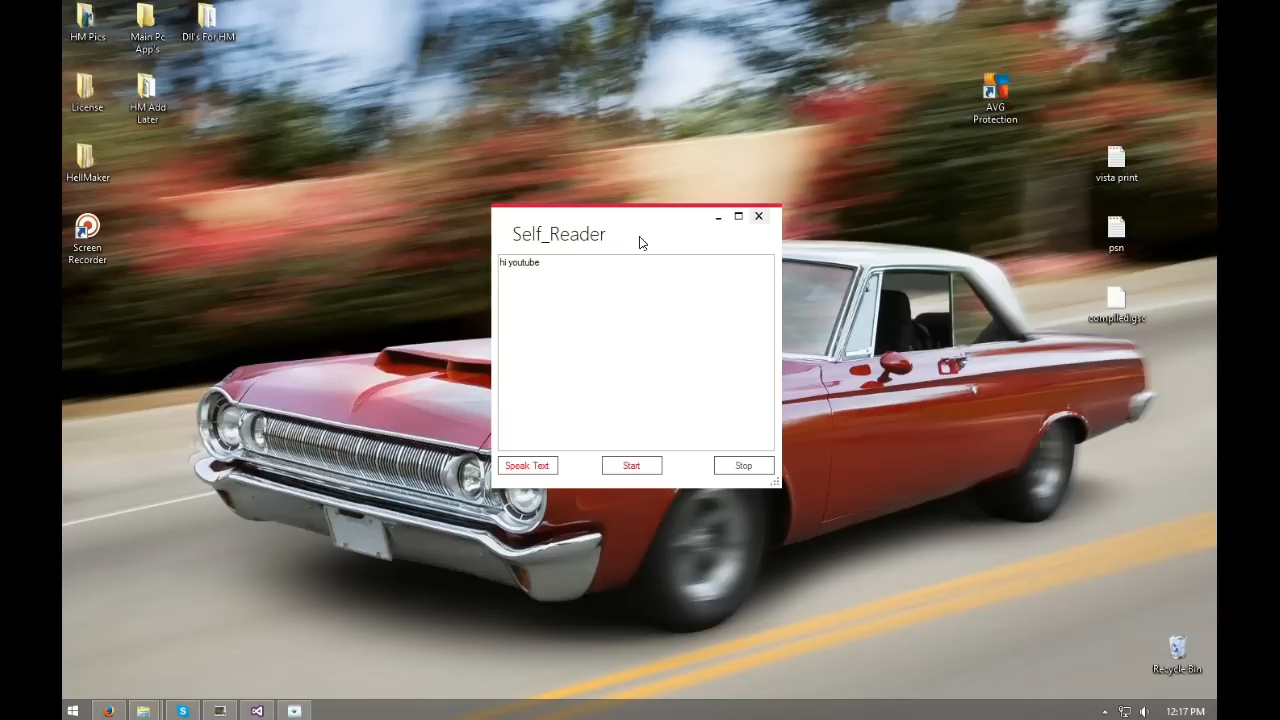 HM Pics
Main Pc App's
Dll's For HM
License
HM Add Later
HellMaker
Screen Recorder
AVG Protection
vista print
psn
compiled.gsc
Self_Reader
hi youtube
Speak Text
Start
Stop
Recycle Bin
12:17 PM